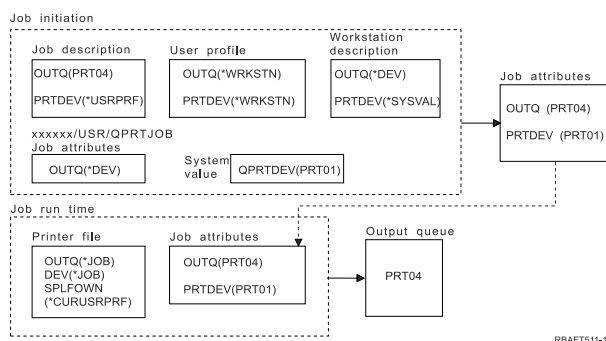 Job initiation
Job description
OUTQ(PRT04)
PRTDEV(*USRPRF)
User profile
OUTQ(*WRKSTN)
PRTDEV(*WRKSTN)
Workstation
description
OUTQ(*DEV)
PRTDEV(*SYSVAL)
Job attributes
OUTQ (PRT04)
PRTDEV (PRT01)
xxxxxx/USR/QPRTJOB
Job attributes
OUTQ(*DEV)
System
value
QPRTDEV(PRT01)
Job run time
Printer file
OUTQ(*JOB)
DEV(*JOB)
SPLFOWN
(*CURUSRPRF)
Job attributes
OUTQ(PRT04)
PRTDEV(PRT01)
Output queue
PRT04
RBAFT511-1